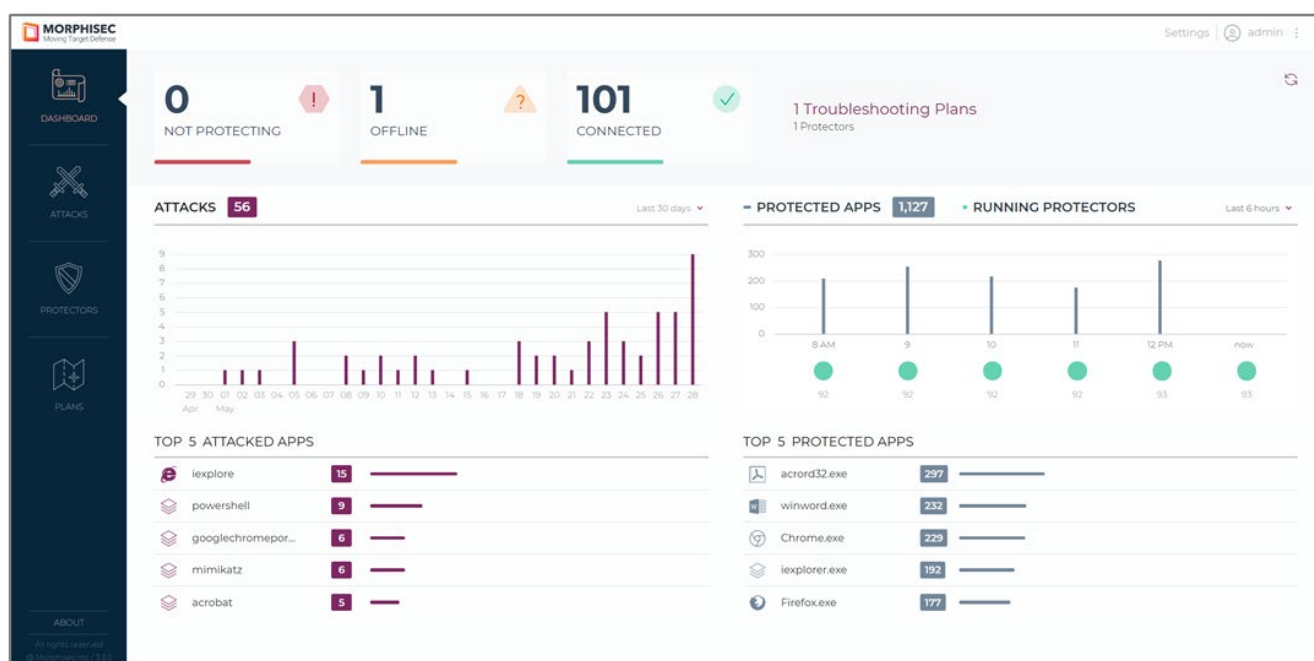 MORPHISEC
Moving Target Defense
Settings admin
DASHBOARD
ATTACKS
PROTECTORS
PLANS
ABOUT
All rights reserved
0 NOT PROTECTING !
1 OFFLINE ?
101 CONNECTED
1 Troubleshooting Plans
1 Protectors
ATTACKS 56 Last 30 days
9
8
7
6
5
4
3
2
1
0
29 30 01 02 03 04 05 06 07 08 09 10 11 12 13 14 15 16 17 18 19 20 21 22 23 24 25 26 27 28
Apr May
PROTECTED APPS 1,127 RUNNING PROTECTORS Last 6 hours
300
200
100
0
8 AM 9 10 11 12 PM now
92 92 92 92 93 93
TOP 5 ATTACKED APPS
iexplore 15
powershell 9
googlechromepor... 6
mimikatz 6
acrobat 5
TOP 5 PROTECTED APPS
acrord32.exe 297
winword.exe 232
Chrome.exe 229
iexplorer.exe 192
Firefox.exe 177